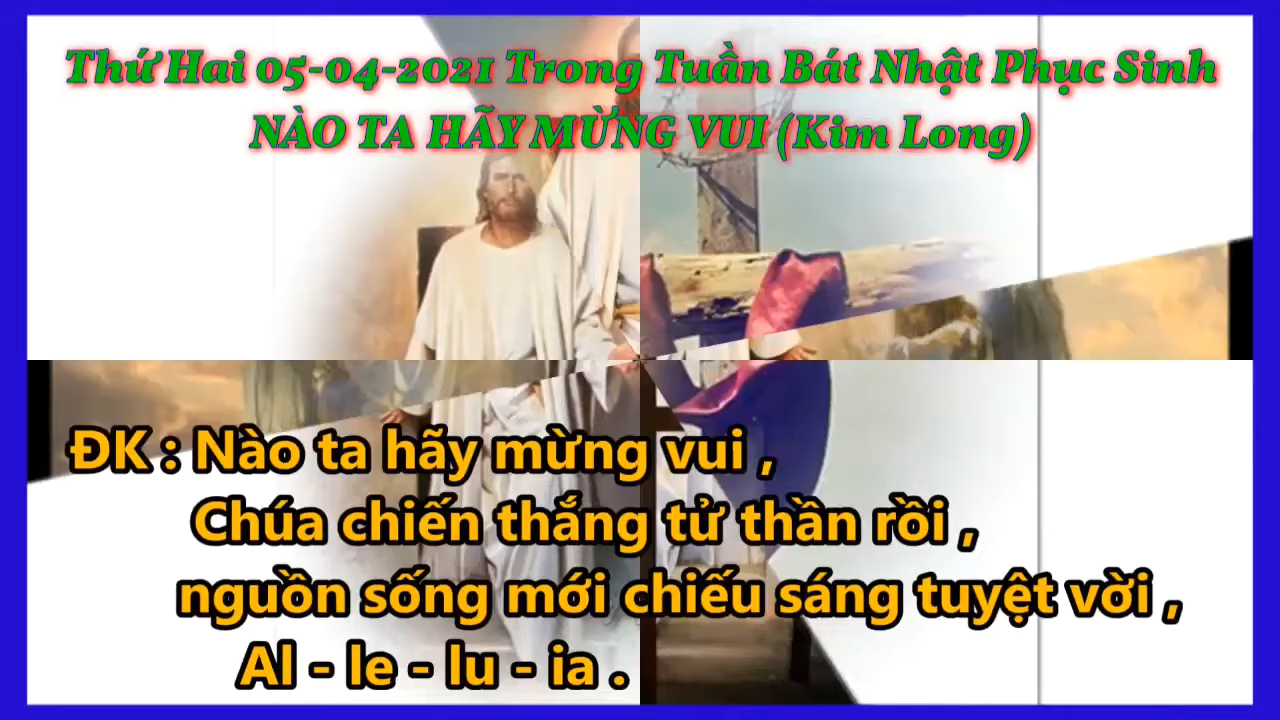 Thứ Hai 05-04-2021 Trong Tuần Bát Nhật Phục Sinh
NÀO TA HÃY MỪNG VUI (Kim Long)
ĐK : Nào ta hãy mừng vui ,
Chúa chiến thắng tử thần rồi ,
nguồn sống mới chiếu sáng tuyệt vời ,
Al - le - lu - ia .